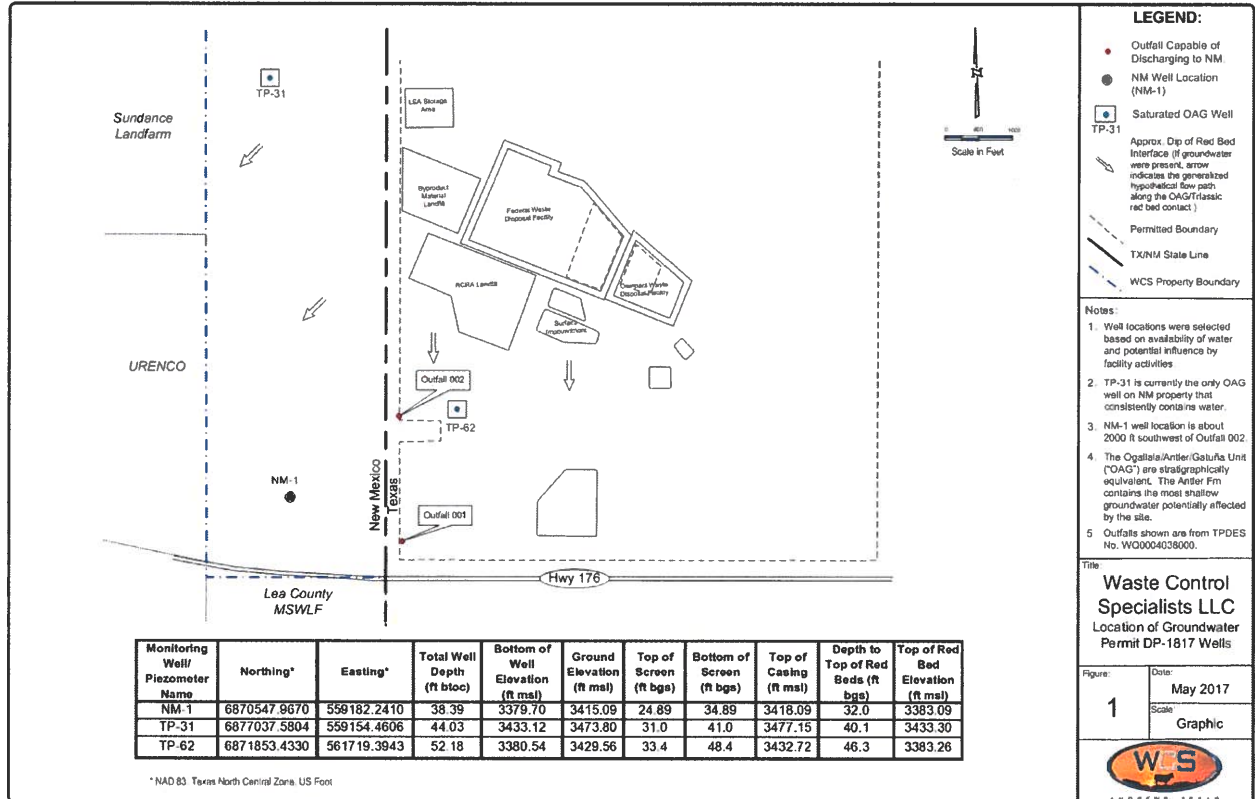 Sundance
Landfarm
URENCO
TP-31
LEA Storage
Area
Byproduct
Material
Landfill
Federal Waste
Disposal Facility
Compact Waste
Disposal Facility
RCRA Landfill
Surface
Impoundment
Outfall 002
TP-62
NM-1
New Mexico
Texas
Outfall 001
Hwy 176
Lea County
MSWLF
N
0
Scale in Feet
LEGEND:
Outfall Capable of
Discharging to NM.
NM Well Location
(NM-1)
Saturated OAG Well
TP-31
Approx. Dip of Red Bed
Interface (If groundwater
were present, arrow
indicates the generalized
hypothetical flow path
along the OAG/Triassic
red bed contact.)
Permitted Boundary
TX/NM State Line
WCS Property Boundary
Notes:
1. Well locations were selected
based on availability of water
and potential influence by
facility activities
2. TP-31 is currently the only OAG
well on NM property that
consistently contains water.
3. NM-1 well location is about
2000 ft southwest of Outfall 002.
4. The Ogallala/Antler/Gatuña Unit
("OAG") are stratigraphically
equivalent. The Antler Fm
contains the most shallow
groundwater potentially affected
by the site.
5 Outfalls shown are from TPDES
No. WQ0004038000.
Title:
Waste Control
Specialists LLC
Location of Groundwater
Permit DP-1817 Wells
Figure:
1
Date:
May 2017
Scale
Graphic
WCS
Monitoring Well/ Piezometer Name Northing* Easting* Total Well Depth (ft btoc) Bottom of Well Elevation (ft msl) Ground Elevation (ft msl) Top of Screen (ft bgs) Bottom of Screen (ft bgs) Top of Casing (ft msl) Depth to Top of Red Beds (ft bgs) Top of Red Bed Elevation (ft msl)
NM-1 6870547.9670 559182.2410 38.39 3379.70 3415.09 24.89 34.89 3418.09 32.0 3383.09
TP-31 6877037.5804 559154.4606 44.03 3433.12 3473.80 31.0 41.0 3477.15 40.1 3433.30
TP-62 6871853.4330 561719.3943 52.18 3380.54 3429.56 33.4 48.4 3432.72 46.3 3383.26
* NAD 83 Texas North Central Zone, US Foot